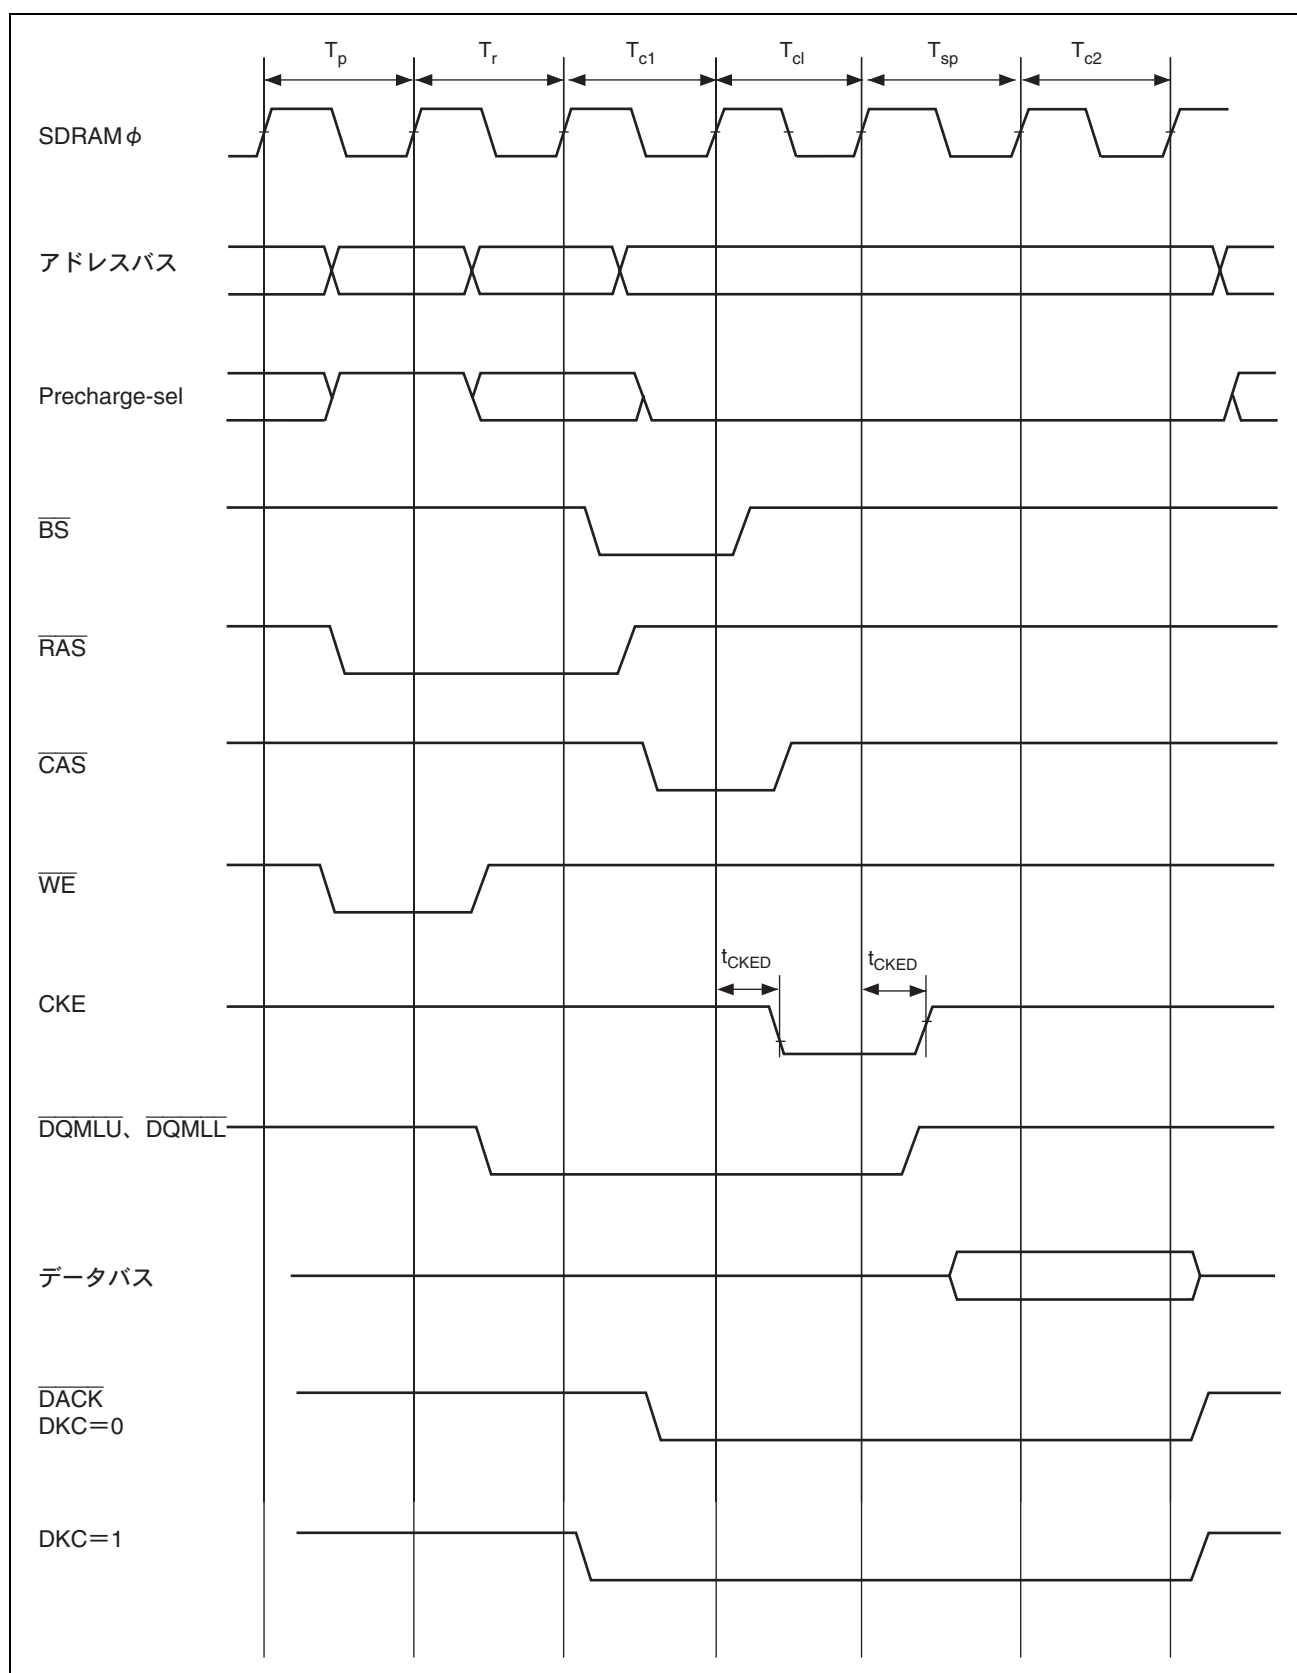 Tp Tr Tc1 Tcl Tsp Tc2
SDRAMφ
アドレスバス
Precharge-sel
BS
RAS
CAS
WE
tCKED tCKED
CKE
DQMLU、DQMLL
データバス
DACK
DKC=0
DKC=1